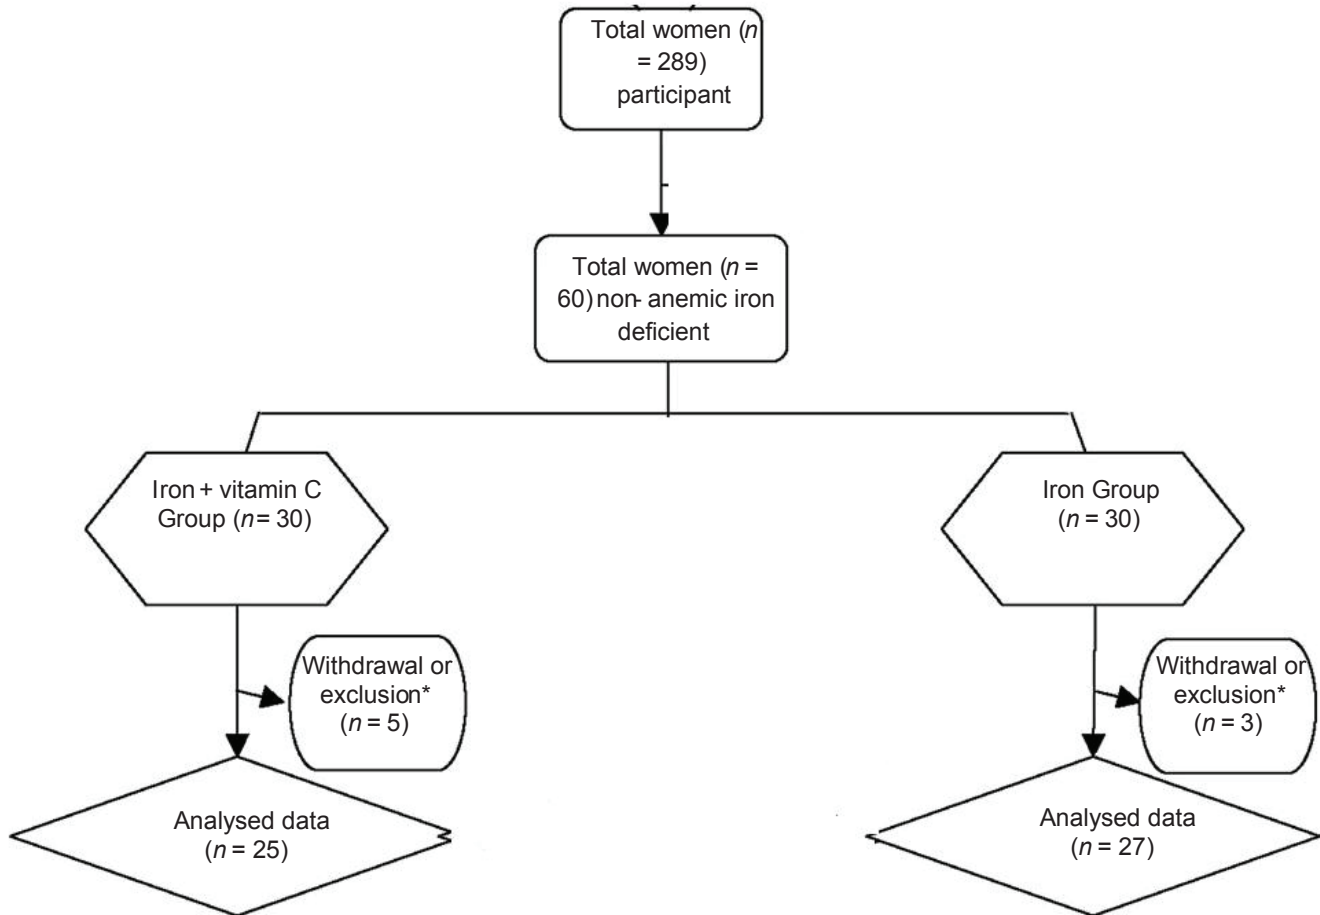 Total women (n
= 289)
participant
Total women (n =
60) non- anemic iron
deficient
Iron + vitamin C
Group (n = 30)
Iron Group
(n = 30)
Withdrawal or
exclusion*
(n = 5)
Withdrawal or
exclusion*
(n = 3)
Analysed data
(n = 25)
Analysed data
(n = 27)